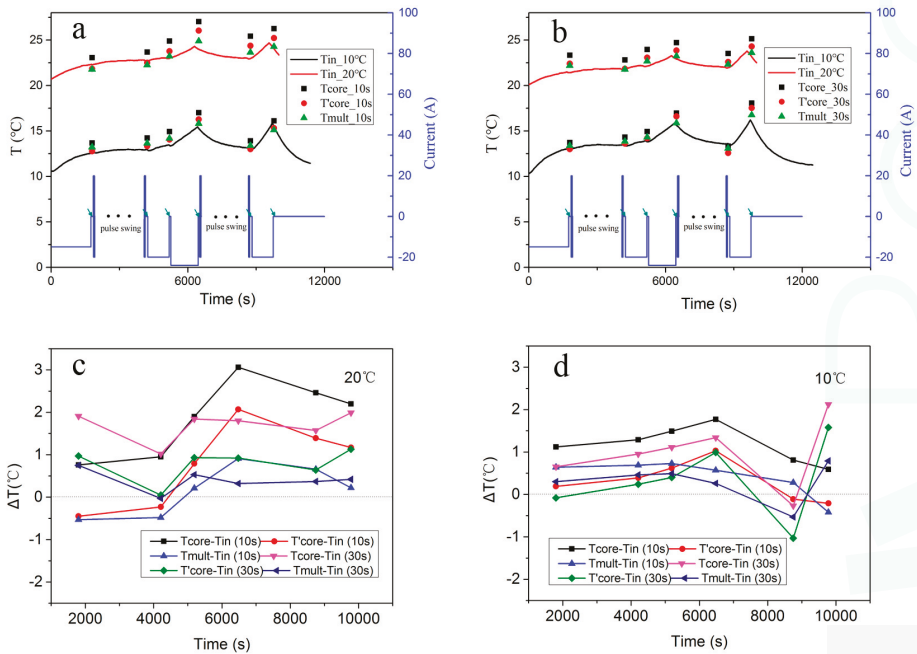 a
T (℃)
25
20
15
10
5
0
0 6000 12000
Time (s)
100
80
60
40
20
0
-20
Current (A)
Tin_10℃
Tin_20℃
Tcore_10s
T'core_10s
Tmult_10s
pulse swing
pulse swing
b
T (℃)
25
20
15
10
5
0
0 6000 12000
Time (s)
100
80
60
40
20
0
-20
Current (A)
Tin_10℃
Tin_20℃
Tcore_30s
T'core_30s
Tmult_30s
pulse swing
pulse swing
c
20℃
ΔT(℃)
3
2
1
0
-1
-2
2000 4000 6000 8000 10000
Time (s)
Tcore-Tin (10s) T'core-Tin (10s)
Tmult-Tin (10s) Tcore-Tin (30s)
T'core-Tin (30s) Tmult-Tin (30s)
d
10℃
ΔT(℃)
3
2
1
0
-1
-2
2000 4000 6000 8000 10000
Time (s)
Tcore-Tin (10s) T'core-Tin (10s)
Tmult-Tin (10s) Tcore-Tin (30s)
T'core-Tin (30s) Tmult-Tin (30s)